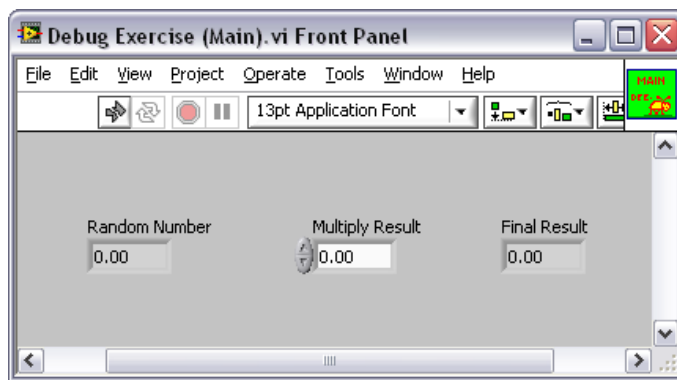 Debug Exercise (Main).vi Front Panel
File Edit View Project Operate Tools Window Help
MAIN
13pt Application Font
Random Number Multiply Result Final Result
0.00 0.00 0.00